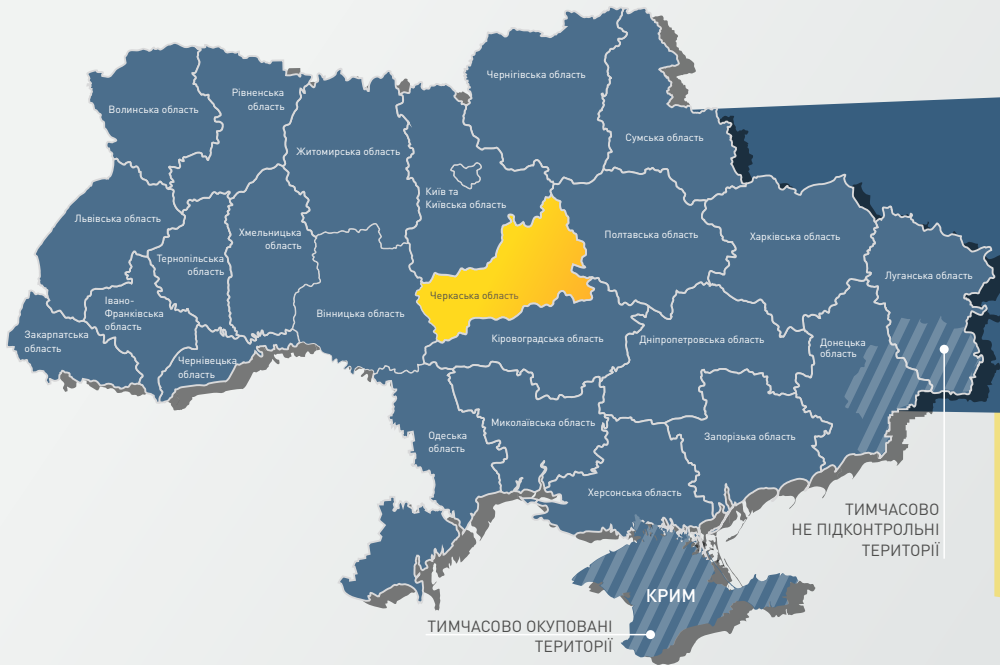 Чернігівська область
Волинська область
Рівненська
область
Сумська область
Житомирська область
Київ та
Київська область
Львівська область
Хмельницька
область
Полтавська область
Харківська область
Тернопільська
область
Луганська область
Черкаська область
Івано-
Франківська
область
Вінницька область
Закарпатська
область
Кіровоградська область
Дніпропетровська область
Донецька
область
Чернівецька
область
Миколаївська область
Одеська
область
Запорізька область
Херсонська область
ТИМЧАСОВО
НЕ ПІДКОНТРОЛЬНІ
ТЕРИТОРІЇ
КРИМ
ТИМЧАСОВО ОКУПОВАНІ
ТЕРИТОРІЇ